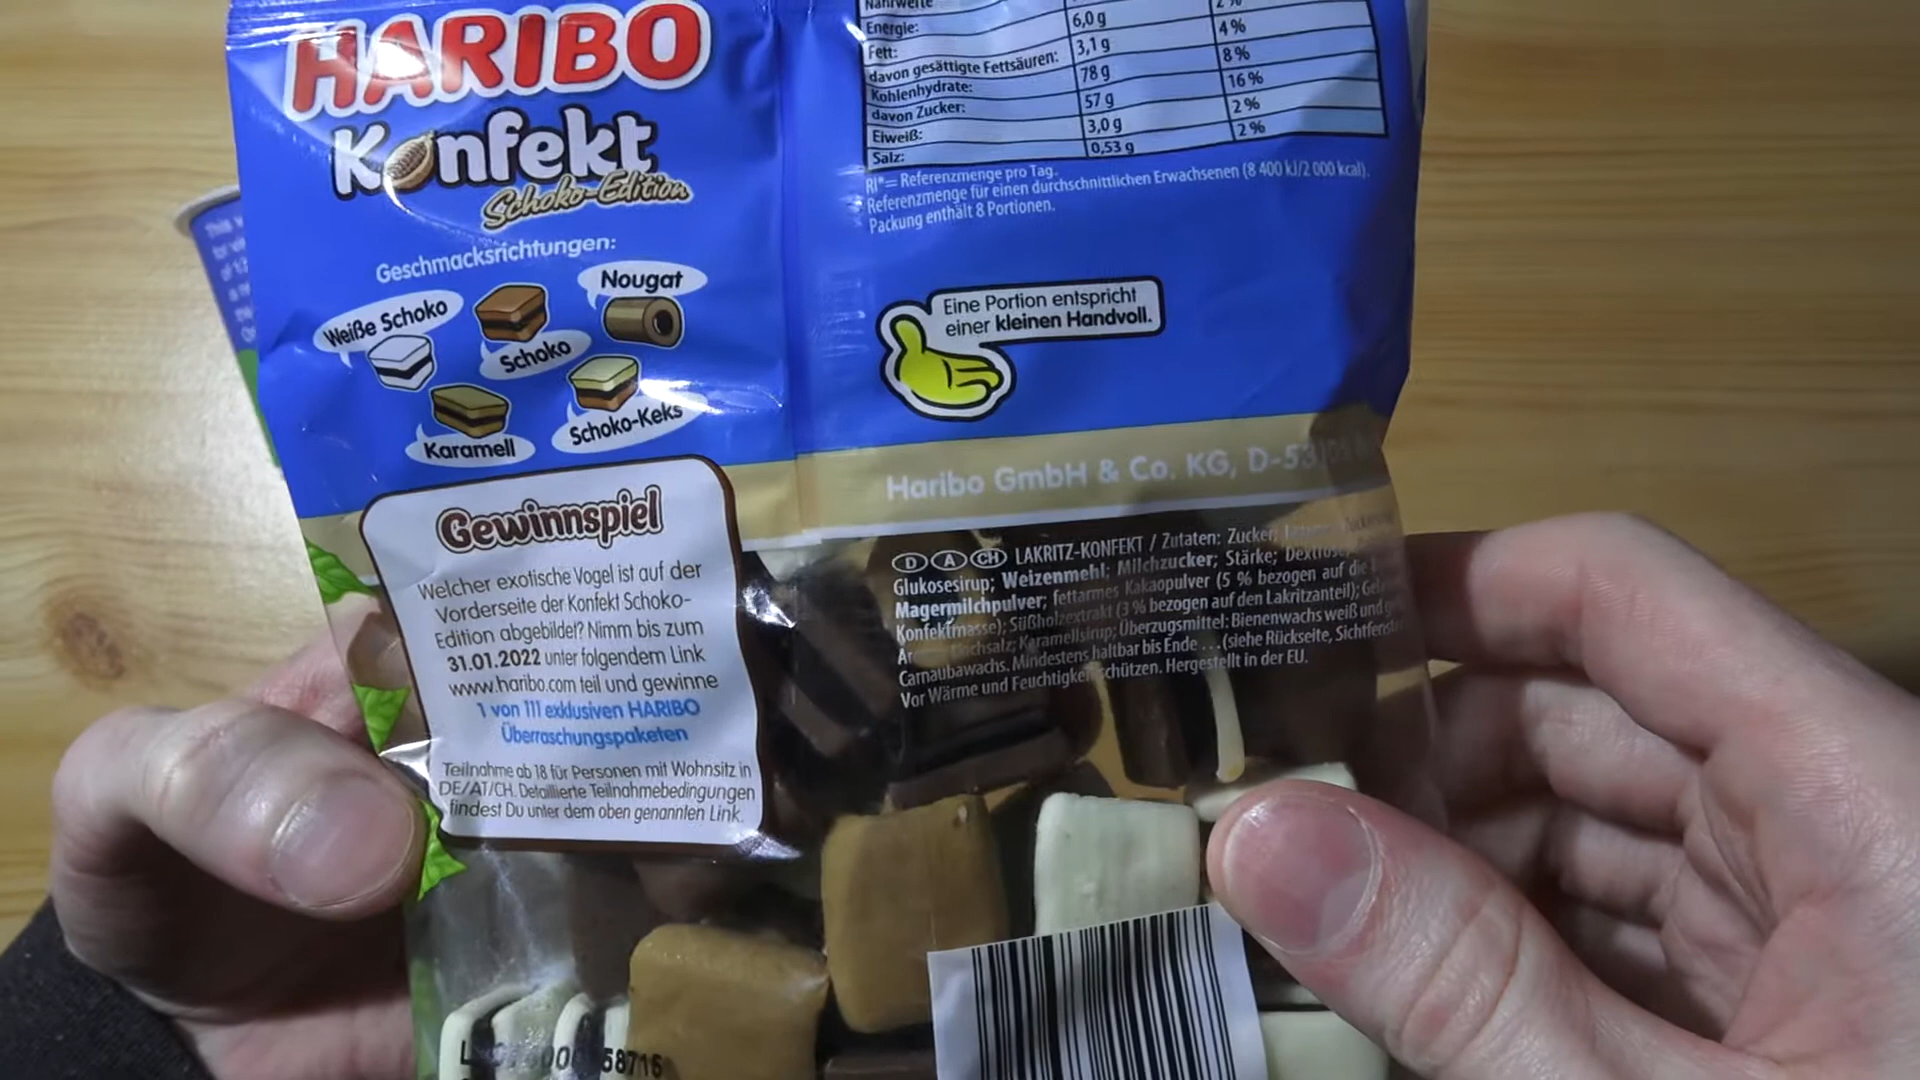 HARIBO
Konfekt
Schoko-Edition
Geschmacksrichtungen:
Weiße Schoko
Schoko
Nougat
Karamell
Schoko-Keks
Gewinnspiel
Welcher exotische Vogel ist auf der
Vorderseite der Konfekt Schoko-
Edition abgebildet? Nimm bis zum
31.01.2022 unter folgendem Link
www.haribo.com teil und gewinne
1 von 111 exklusiven HARIBO
Überraschungspaketen
Teilnahme ab 18 für Personen mit Wohnsitz in
DE/AT/CH. Detaillierte Teilnahmebedingungen
findest Du unter dem oben genannten Link.
Nährwerte
Energie:
Fett: 6,0 g 4 %
davon gesättigte Fettsäuren: 3,1 g 8 %
Kohlenhydrate: 78 g 16 %
davon Zucker: 57 g 2 %
Eiweiß: 3,0 g 2 %
Salz: 0,53 g
RI*= Referenzmenge pro Tag.
Referenzmenge für einen durchschnittlichen Erwachsenen (8 400 kJ/2 000 kcal).
Packung enthält 8 Portionen.
Eine Portion entspricht
einer kleinen Handvoll.
Haribo GmbH & Co. KG, D-53
D A CH LAKRITZ-KONFEKT / Zutaten: Zucker;
Glukosesirup; Weizenmehl; Milchzucker; Stärke; Dextrose;
Magermilchpulver; fettarmes Kakaopulver (5 % bezogen auf die
Konfektmasse); Süßholzextrakt (3 % bezogen auf den Lakritzanteil);
Kochsalz; Karamellsirup; Überzugsmittel: Bienenwachs weiß und
Carnaubawachs. Mindestens haltbar bis Ende ...(siehe Rückseite,
Vor Wärme und Feuchtigkeit schützen. Hergestellt in der EU.
58716